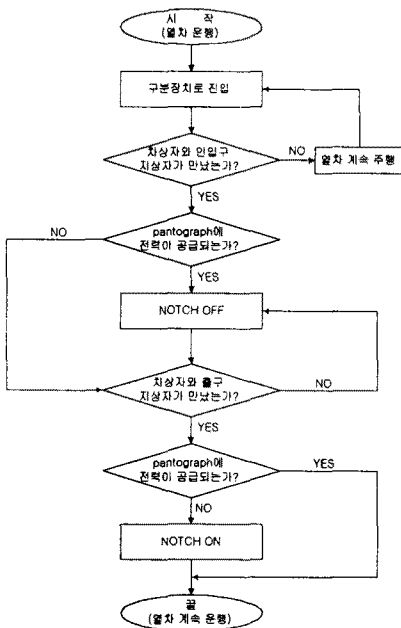 시 작
(열차 운행)
구분장치로 진입
차상자와 인입구
지상자가 만났는가?
NO
열차 계속 주행
YES
pantograph에
전력이 공급되는가?
NO
YES
NOTCH OFF
차상자와 출구
지상자가 만났는가?
NO
YES
pantograph에
전력이 공급되는가?
YES
NO
NOTCH ON
끝
(열차 계속 운행)